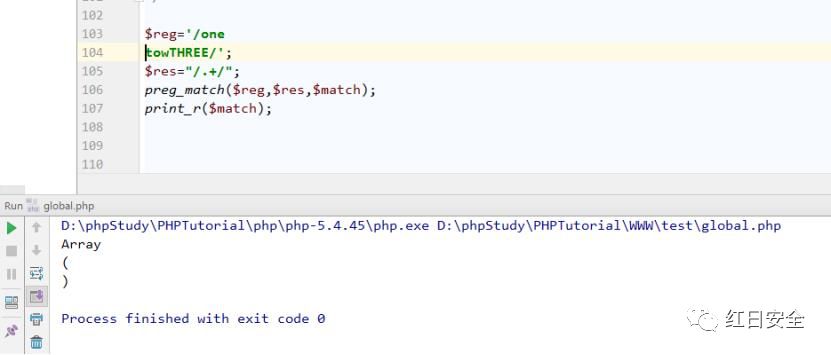 102
103 $reg='/one
104 towTHREE/';
105 $res="/.+/";
106 preg_match($reg,$res,$match);
107 print_r($match);
108
109
110
Run global.php
D:\phpStudy\PHPTutorial\php\php-5.4.45\php.exe D:\phpStudy\PHPTutorial\WWW\test\global.php
Array
(
)
Process finished with exit code 0
红日安全